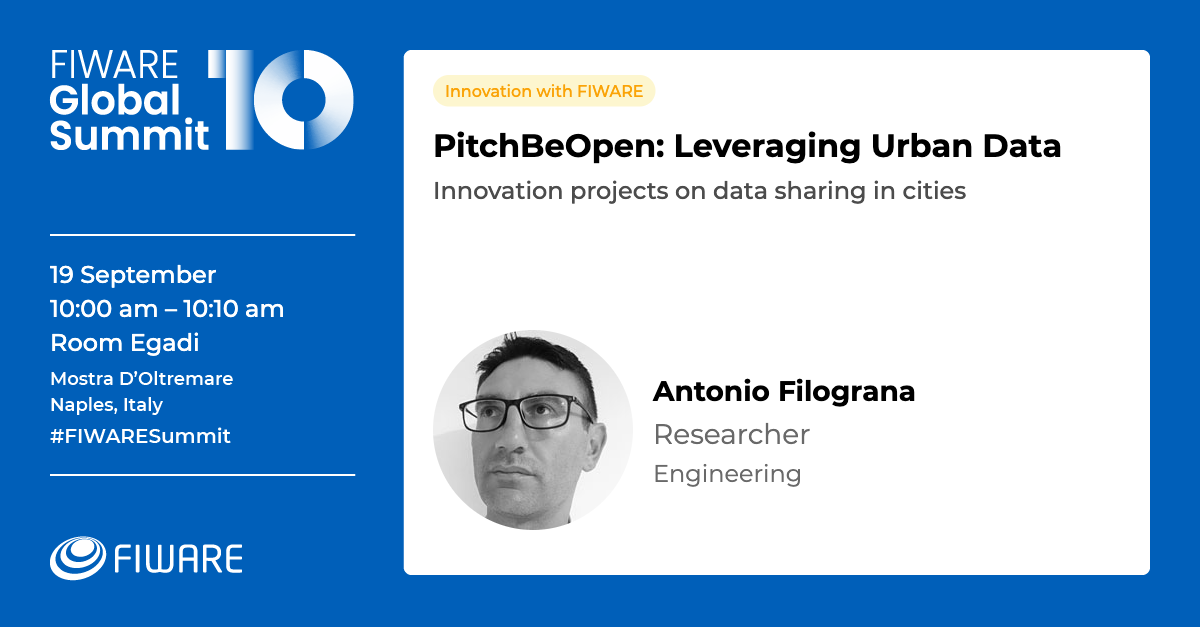 FIWARE
Global
Summit
10
19 September
10:00 am – 10:10 am
Room Egadi
Mostra D’Oltremare
Naples, Italy
#FIWARESummit
FIWARE
Innovation with FIWARE
PitchBeOpen: Leveraging Urban Data
Innovation projects on data sharing in cities
Antonio Filograna
Researcher
Engineering